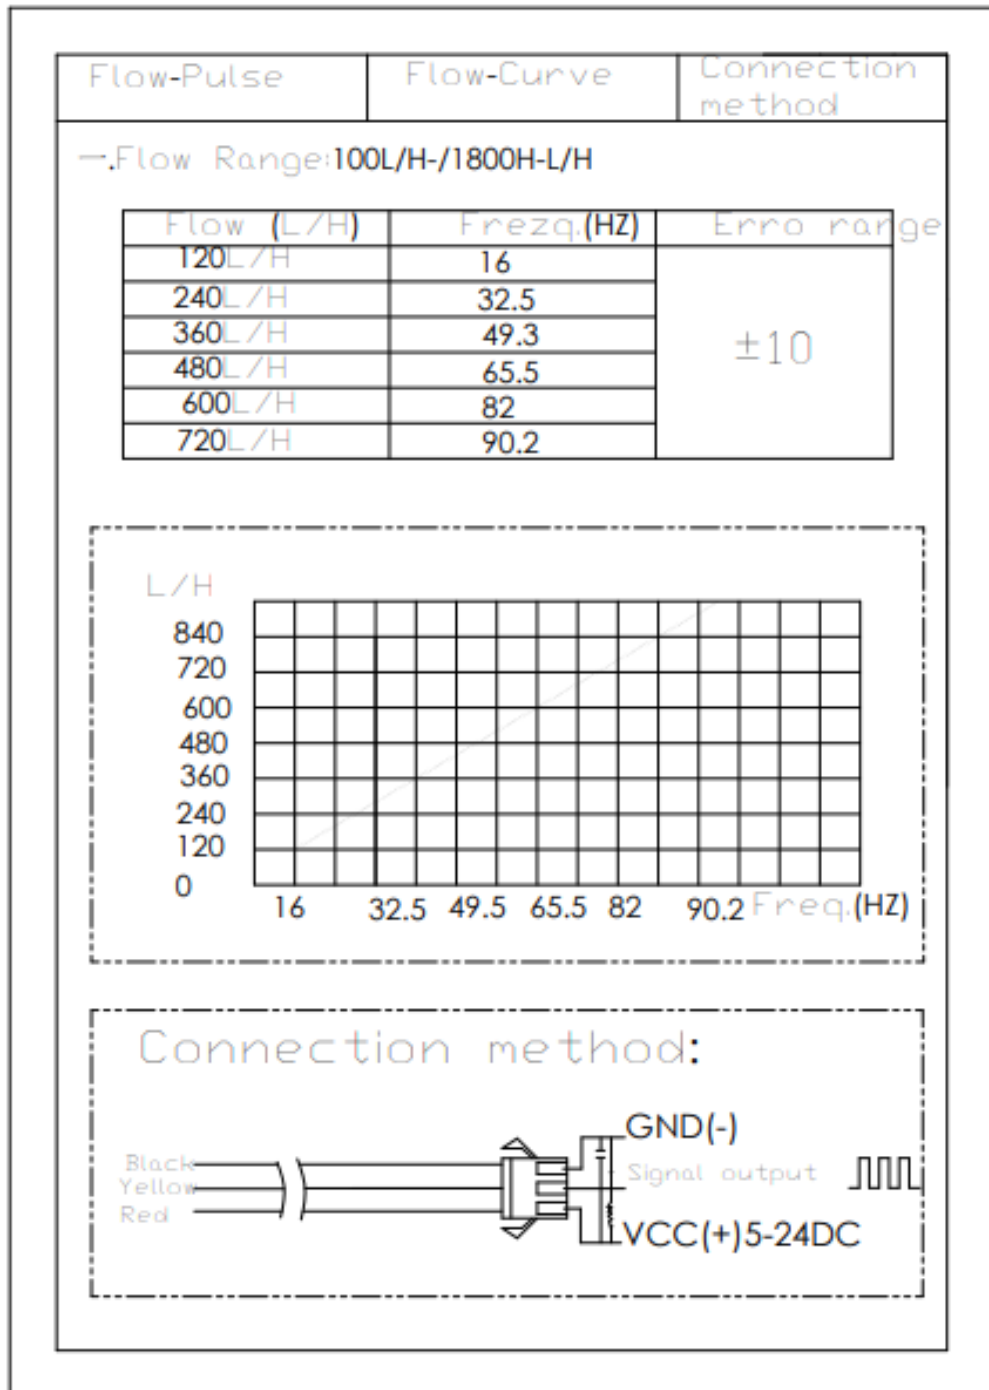 Flow-Pulse
Flow-Curve
Connection
method
一.Flow Range:100L/H-/1800H-L/H
Flow (L/H) Frezq.(HZ) Erro range
120L/H 16
240L/H 32.5
360L/H 49.3
±10
480L/H 65.5
600L/H 82
720L/H 90.2
L/H
840
720
600
480
360
240
120
0
16 32.5 49.5 65.5 82 90.2 Freq.(HZ)
Connection method:
GND(-)
Black
Signal output
Yellow
Red
VCC(+)5-24DC